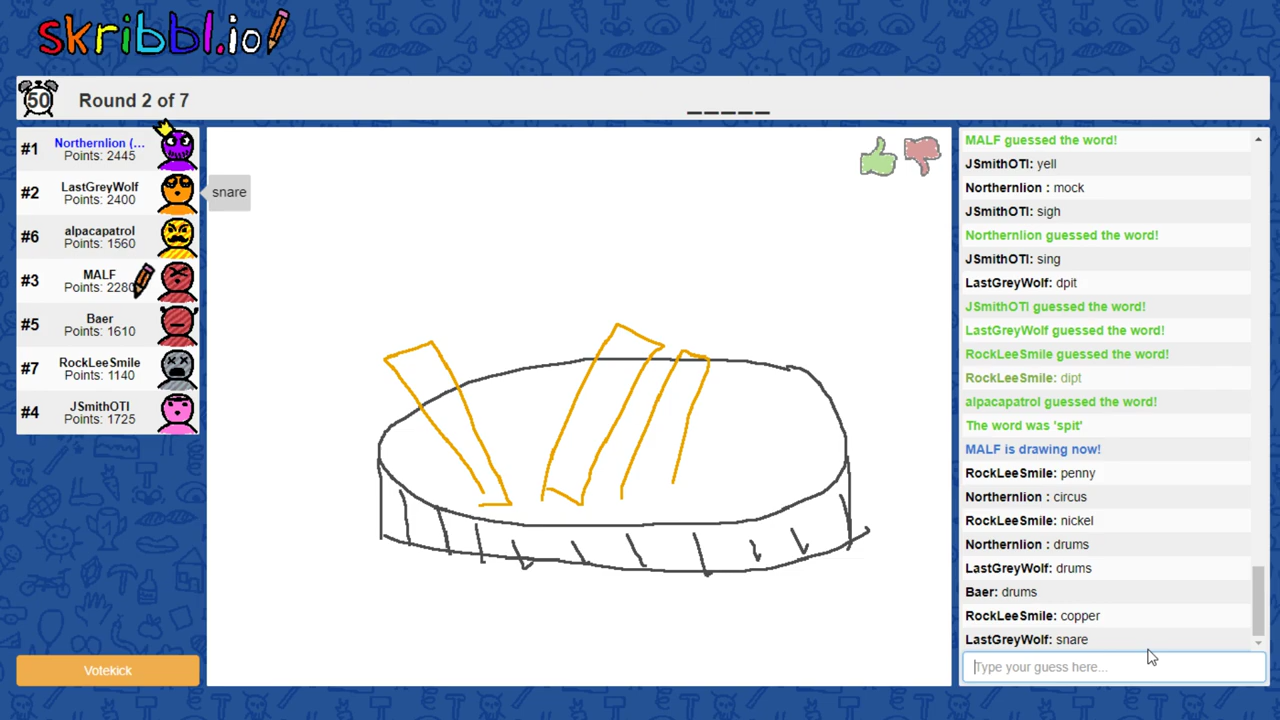 skribbl.io
50
Round 2 of 7
_____
#1
Northernlion (...
Points: 2445
#2
LastGreyWolf
Points: 2400
snare
#6
alpacapatrol
Points: 1560
#3
MALF
Points: 2280
#5
Baer
Points: 1610
#7
RockLeeSmile
Points: 1140
#4
JSmithOTI
Points: 1725
Votekick
MALF guessed the word!
JSmithOTI: yell
Northernlion : mock
JSmithOTI: sigh
Northernlion guessed the word!
JSmithOTI: sing
LastGreyWolf: dpit
JSmithOTI guessed the word!
LastGreyWolf guessed the word!
RockLeeSmile guessed the word!
RockLeeSmile: dipt
alpacapatrol guessed the word!
The word was 'spit'
MALF is drawing now!
RockLeeSmile: penny
Northernlion : circus
RockLeeSmile: nickel
Northernlion : drums
LastGreyWolf: drums
Baer: drums
RockLeeSmile: copper
LastGreyWolf: snare
Type your guess here...